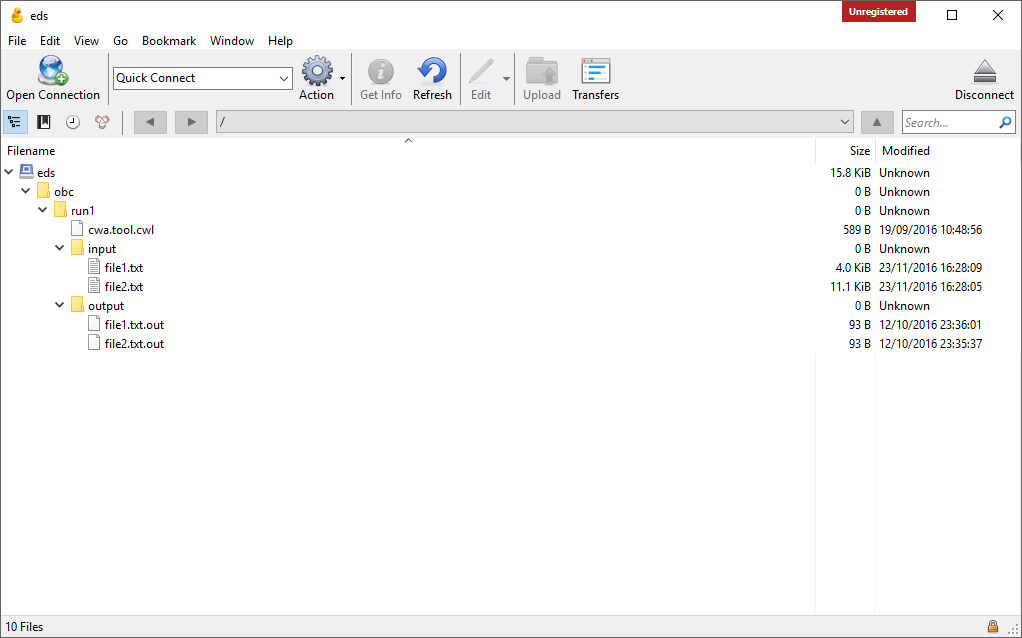 eds
Unregistered
File Edit View Go Bookmark Window Help
Open Connection
Quick Connect
Action
Get Info
Refresh
Edit
Upload
Transfers
Disconnect
/
Search...
Filename Size Modified
eds 15.8 KiB Unknown
obc 0 B Unknown
run1 0 B Unknown
cwa.tool.cwl 589 B 19/09/2016 10:48:56
input 0 B Unknown
file1.txt 4.0 KiB 23/11/2016 16:28:09
file2.txt 11.1 KiB 23/11/2016 16:28:05
output 0 B Unknown
file1.txt.out 93 B 12/10/2016 23:36:01
file2.txt.out 93 B 12/10/2016 23:35:37
10 Files